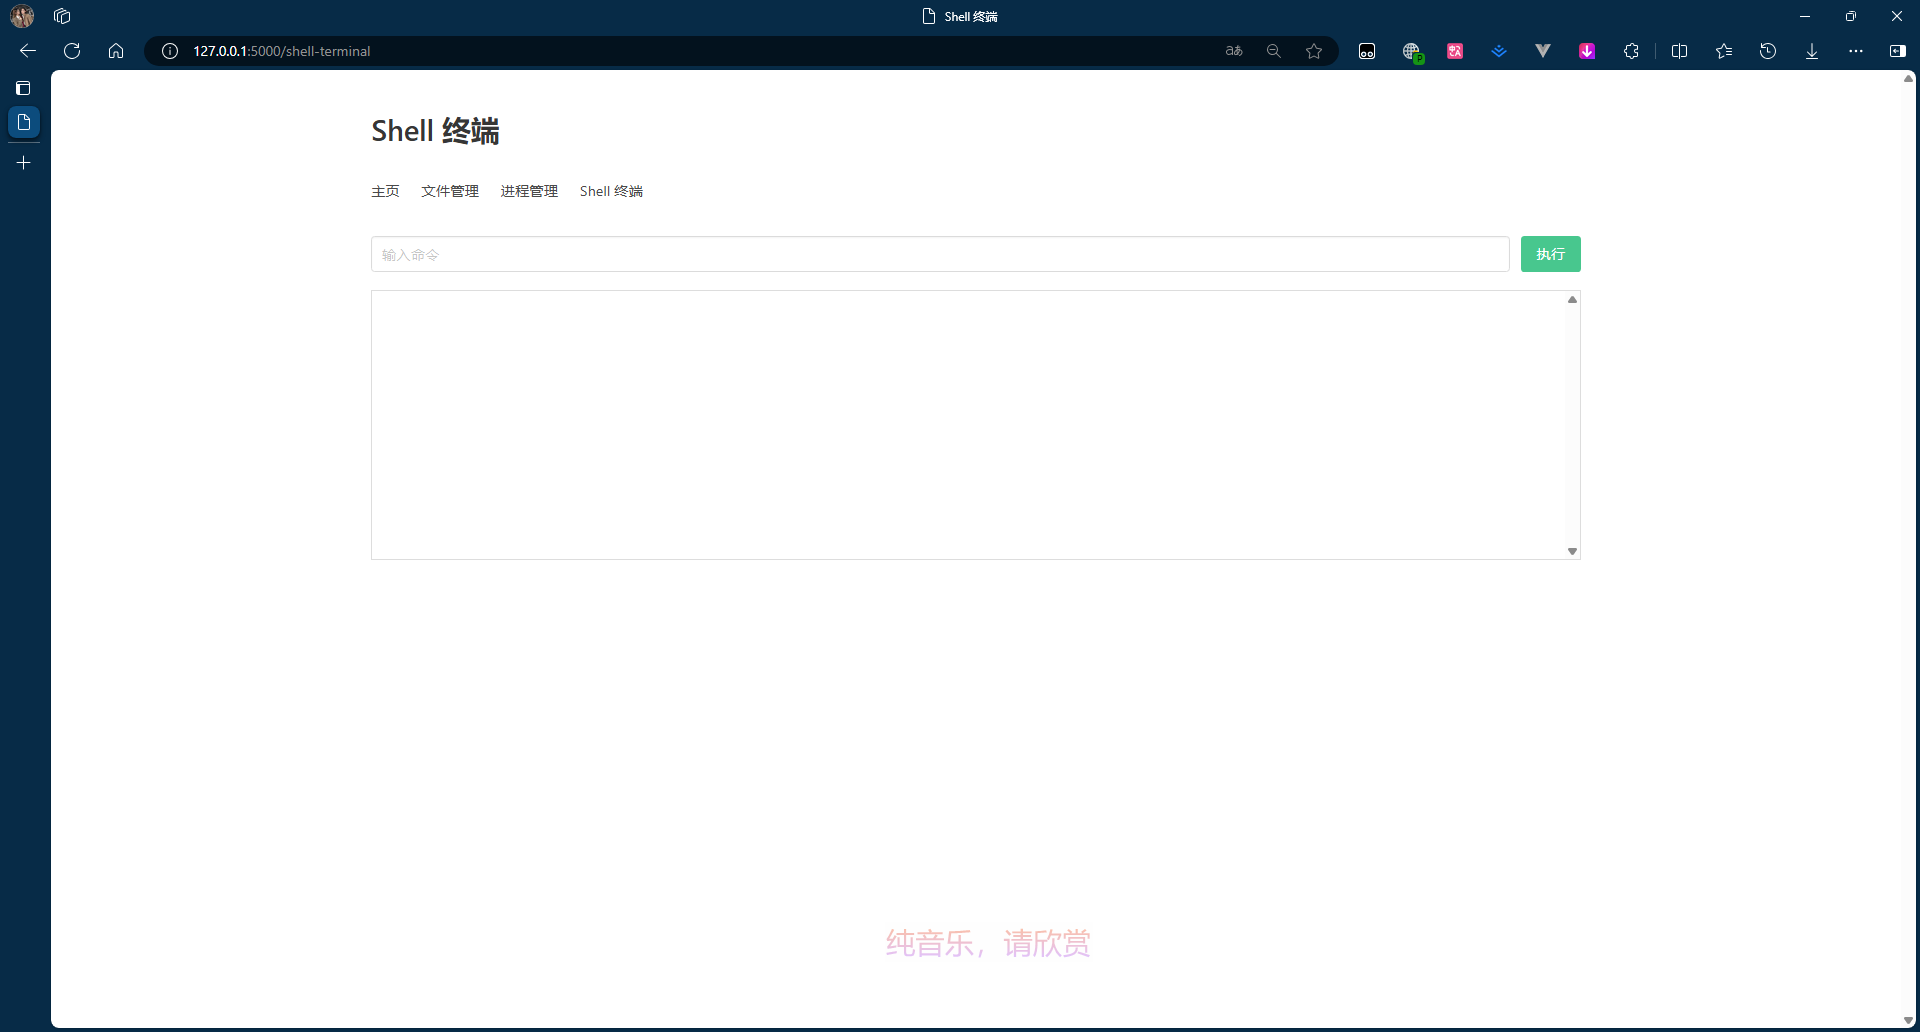 Shell 终端
127.0.0.1:5000/shell-terminal
Shell 终端
主页 文件管理 进程管理 Shell 终端
输入命令
执行
纯音乐，请欣赏